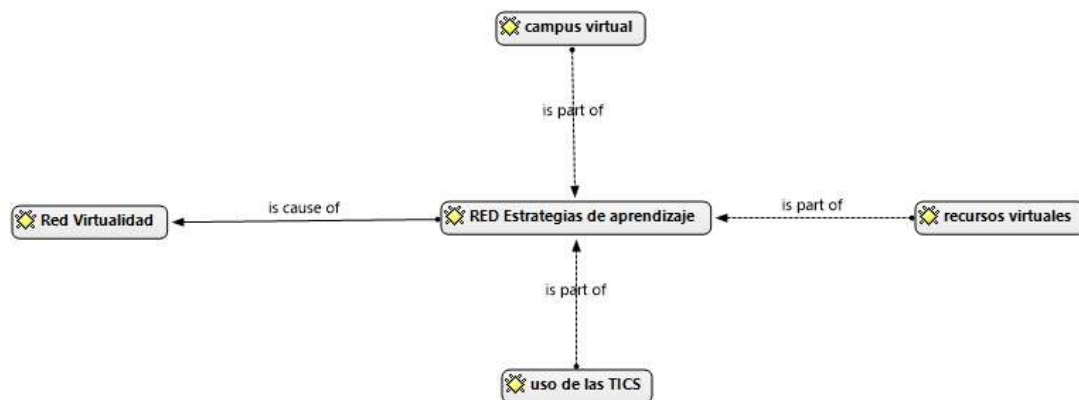 campus virtual
is part of
Red Virtualidad
is cause of
RED Estrategias de aprendizaje
is part of
recursos virtuales
is part of
uso de las TICS